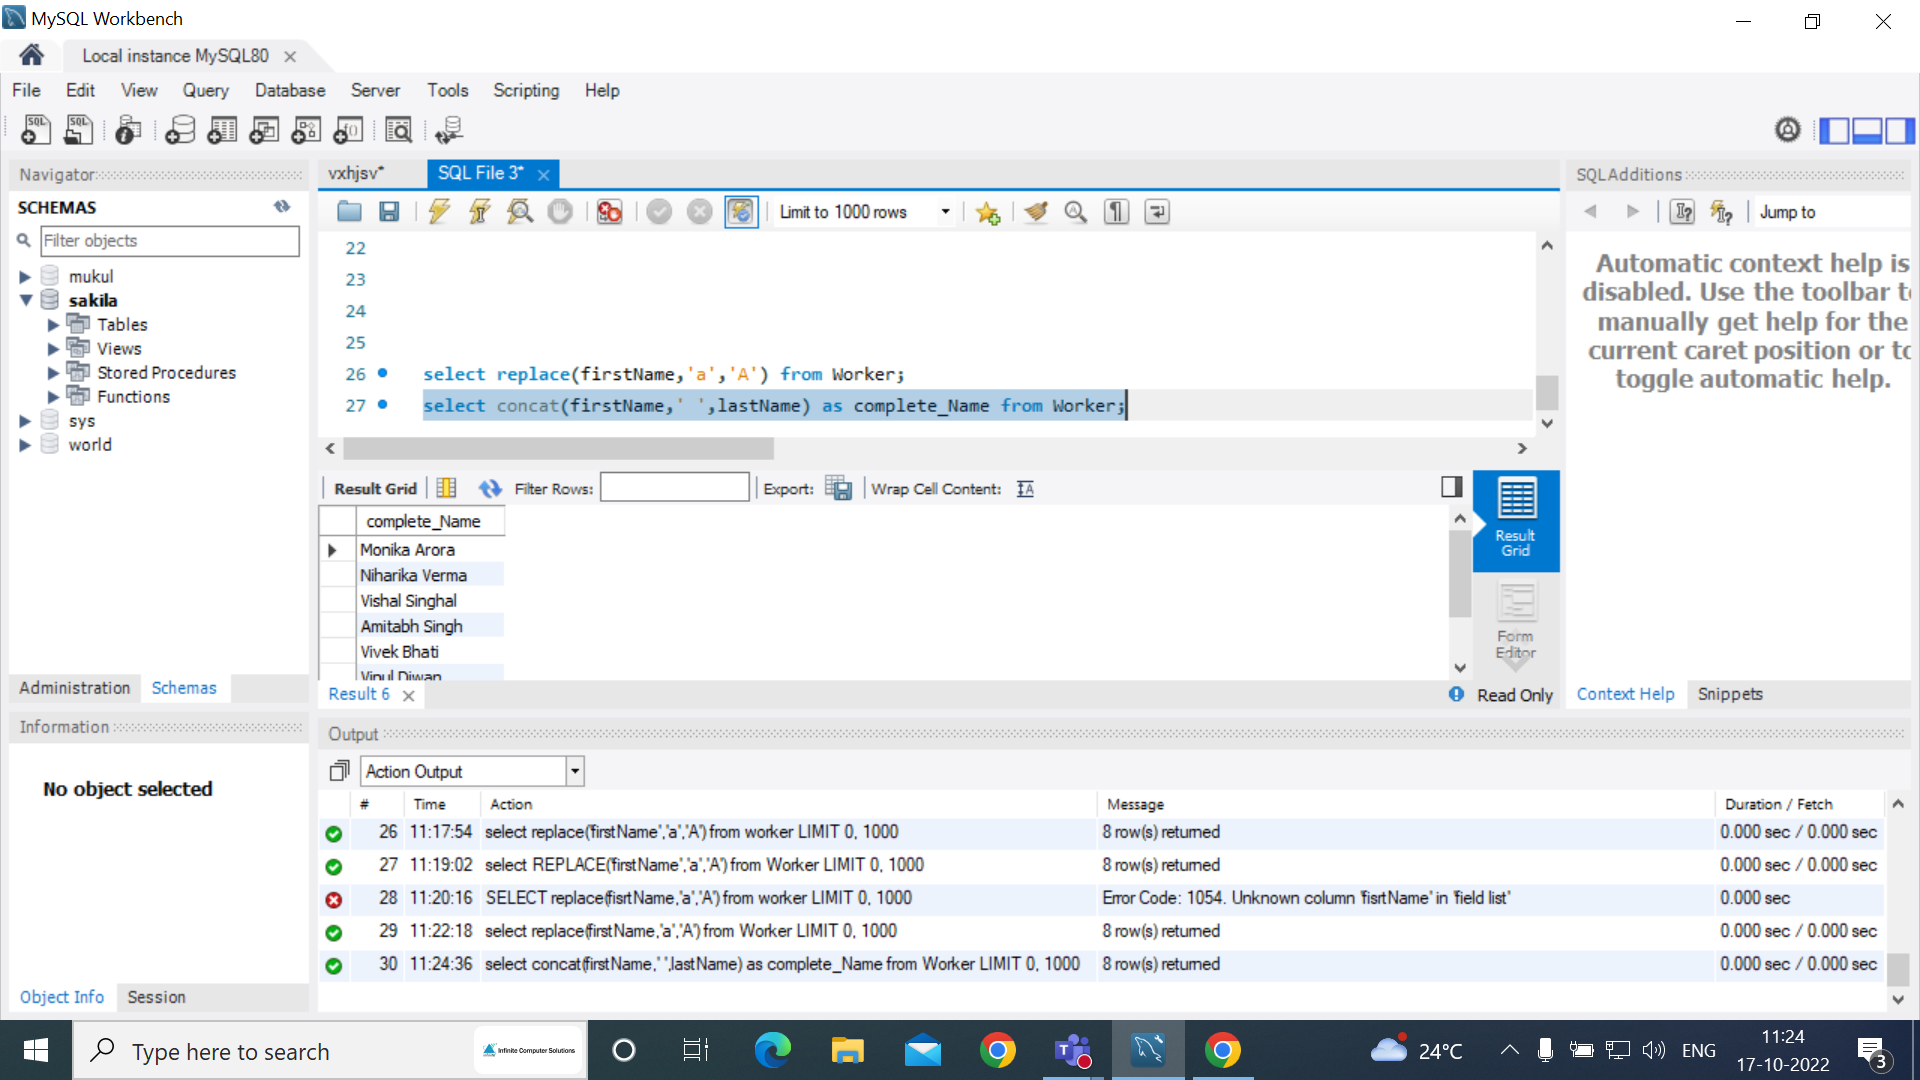 MySQL Workbench
Local instance MySQL80
File Edit View Query Database Server Tools Scripting Help
Navigator
SCHEMAS
Filter objects
mukul
sakila
Tables
Views
Stored Procedures
Functions
sys
world
Administration Schemas
Information
No object selected
Object Info Session
vxhjsv* SQL File 3*
Limit to 1000 rows
22
23
24
25
26 select replace(firstName,'a','A') from Worker;
27 select concat(firstName,' ',lastName) as complete_Name from Worker;
Result Grid Filter Rows: Export: Wrap Cell Content:
complete_Name
Monika Arora
Niharika Verma
Vishal Singhal
Amitabh Singh
Vivek Bhati
Vipul Diwan
Result Grid
Form Editor
Result 6 Read Only
SQLAdditions
Jump to
Automatic context help is
disabled. Use the toolbar to
manually get help for the
current caret position or to
toggle automatic help.
Context Help Snippets
Output
Action Output
# Time Action Message Duration / Fetch
26 11:17:54 select replace('firstName','a','A') from worker LIMIT 0, 1000 8 row(s) returned 0.000 sec / 0.000 sec
27 11:19:02 select REPLACE('firstName','a','A') from Worker LIMIT 0, 1000 8 row(s) returned 0.000 sec / 0.000 sec
28 11:20:16 SELECT replace(fisrtName,'a','A') from worker LIMIT 0, 1000 Error Code: 1054. Unknown column 'fisrtName' in 'field list' 0.000 sec
29 11:22:18 select replace(firstName,'a','A') from Worker LIMIT 0, 1000 8 row(s) returned 0.000 sec / 0.000 sec
30 11:24:36 select concat(firstName,' ',lastName) as complete_Name from Worker LIMIT 0, 1000 8 row(s) returned 0.000 sec / 0.000 sec
Type here to search
Infinite Computer Solutions
24°C
ENG
11:24
17-10-2022
3